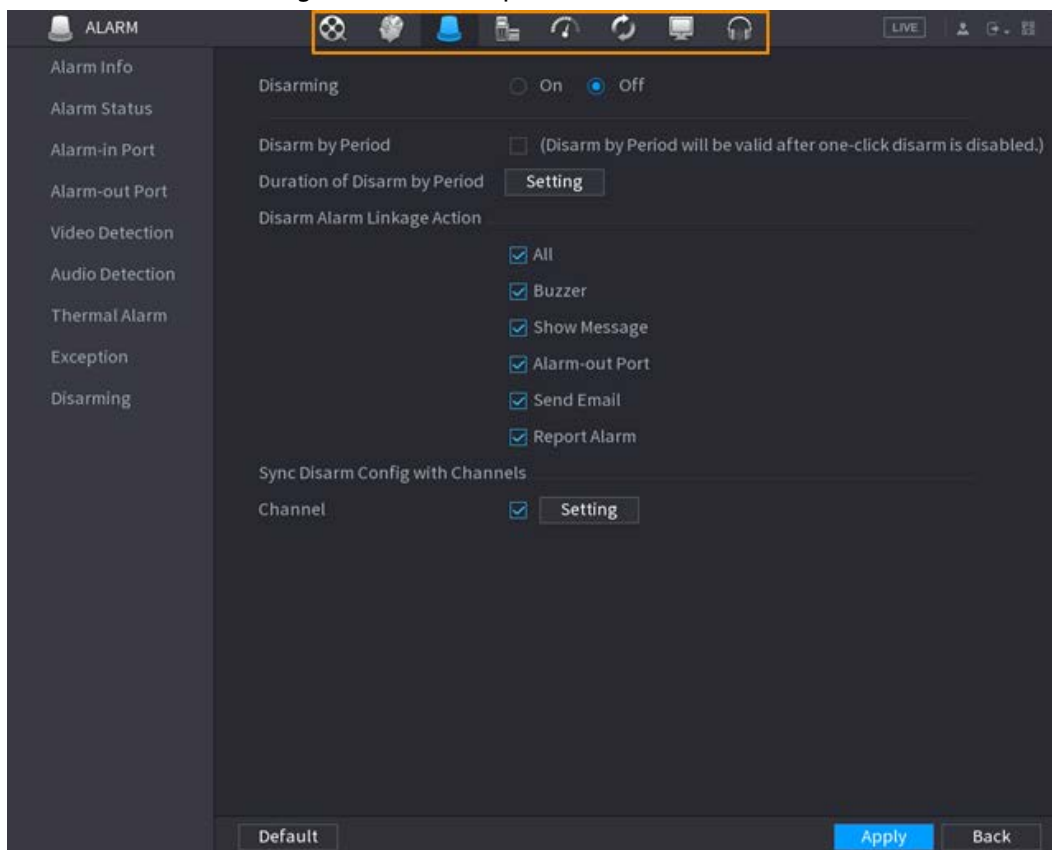 ALARM
LIVE
Alarm Info
Alarm Status
Alarm-in Port
Alarm-out Port
Video Detection
Audio Detection
Thermal Alarm
Exception
Disarming
Disarming On Off
Disarm by Period (Disarm by Period will be valid after one-click disarm is disabled.)
Duration of Disarm by Period Setting
Disarm Alarm Linkage Action
All
Buzzer
Show Message
Alarm-out Port
Send Email
Report Alarm
Sync Disarm Config with Channels
Channel Setting
Default Apply Back